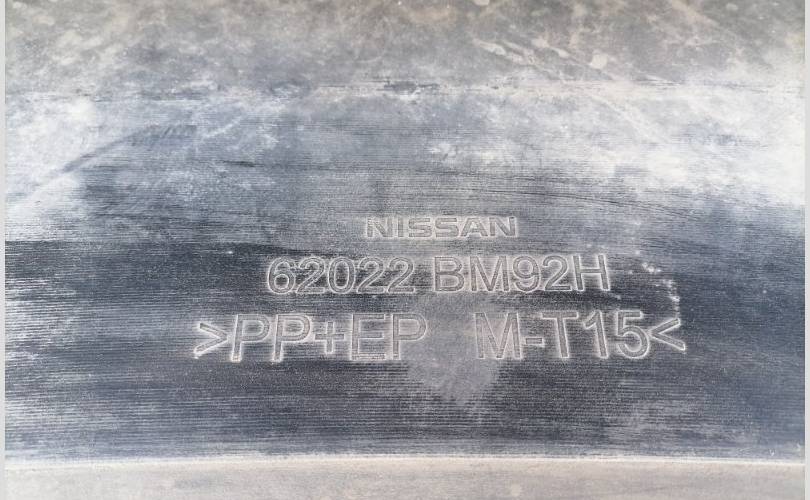 NISSAN
62022 BM92H
>PP+EP M-T15<